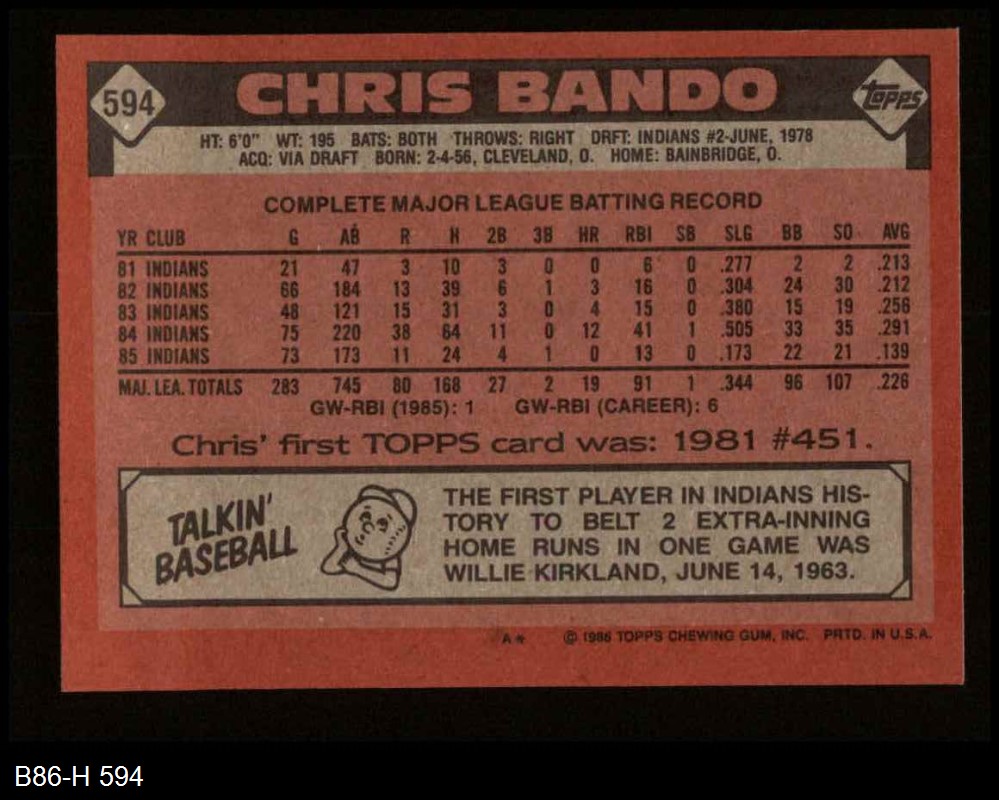 594 CHRIS BANDO TOPPS
HT: 6'0" WT: 195 BATS: BOTH THROWS: RIGHT DRFT: INDIANS #2-JUNE, 1978
ACQ: VIA DRAFT BORN: 2-4-56, CLEVELAND, O. HOME: BAINBRIDGE, O.
COMPLETE MAJOR LEAGUE BATTING RECORD
YR CLUB G AB R H 2B 3B HR RBI SB SLG BB SO AVG
81 INDIANS 21 47 3 10 3 0 0 6 0 .277 2 2 .213
82 INDIANS 66 184 13 39 6 1 3 16 0 .304 24 30 .212
83 INDIANS 48 121 15 31 3 0 4 15 0 .380 15 19 .256
84 INDIANS 75 220 38 64 11 0 12 41 1 .505 33 35 .291
85 INDIANS 73 173 11 24 4 1 0 13 0 .173 22 21 .139
MAJ. LEA. TOTALS 283 745 80 168 27 2 19 91 1 .344 96 107 .226
GW-RBI (1985): 1 GW-RBI (CAREER): 6
Chris' first TOPPS card was: 1981 #451.
TALKIN'
BASEBALL
THE FIRST PLAYER IN INDIANS HIS-
TORY TO BELT 2 EXTRA-INNING
HOME RUNS IN ONE GAME WAS
WILLIE KIRKLAND, JUNE 14, 1963.
A* © 1986 TOPPS CHEWING GUM, INC. PRTD. IN U.S.A.
B86-H 594